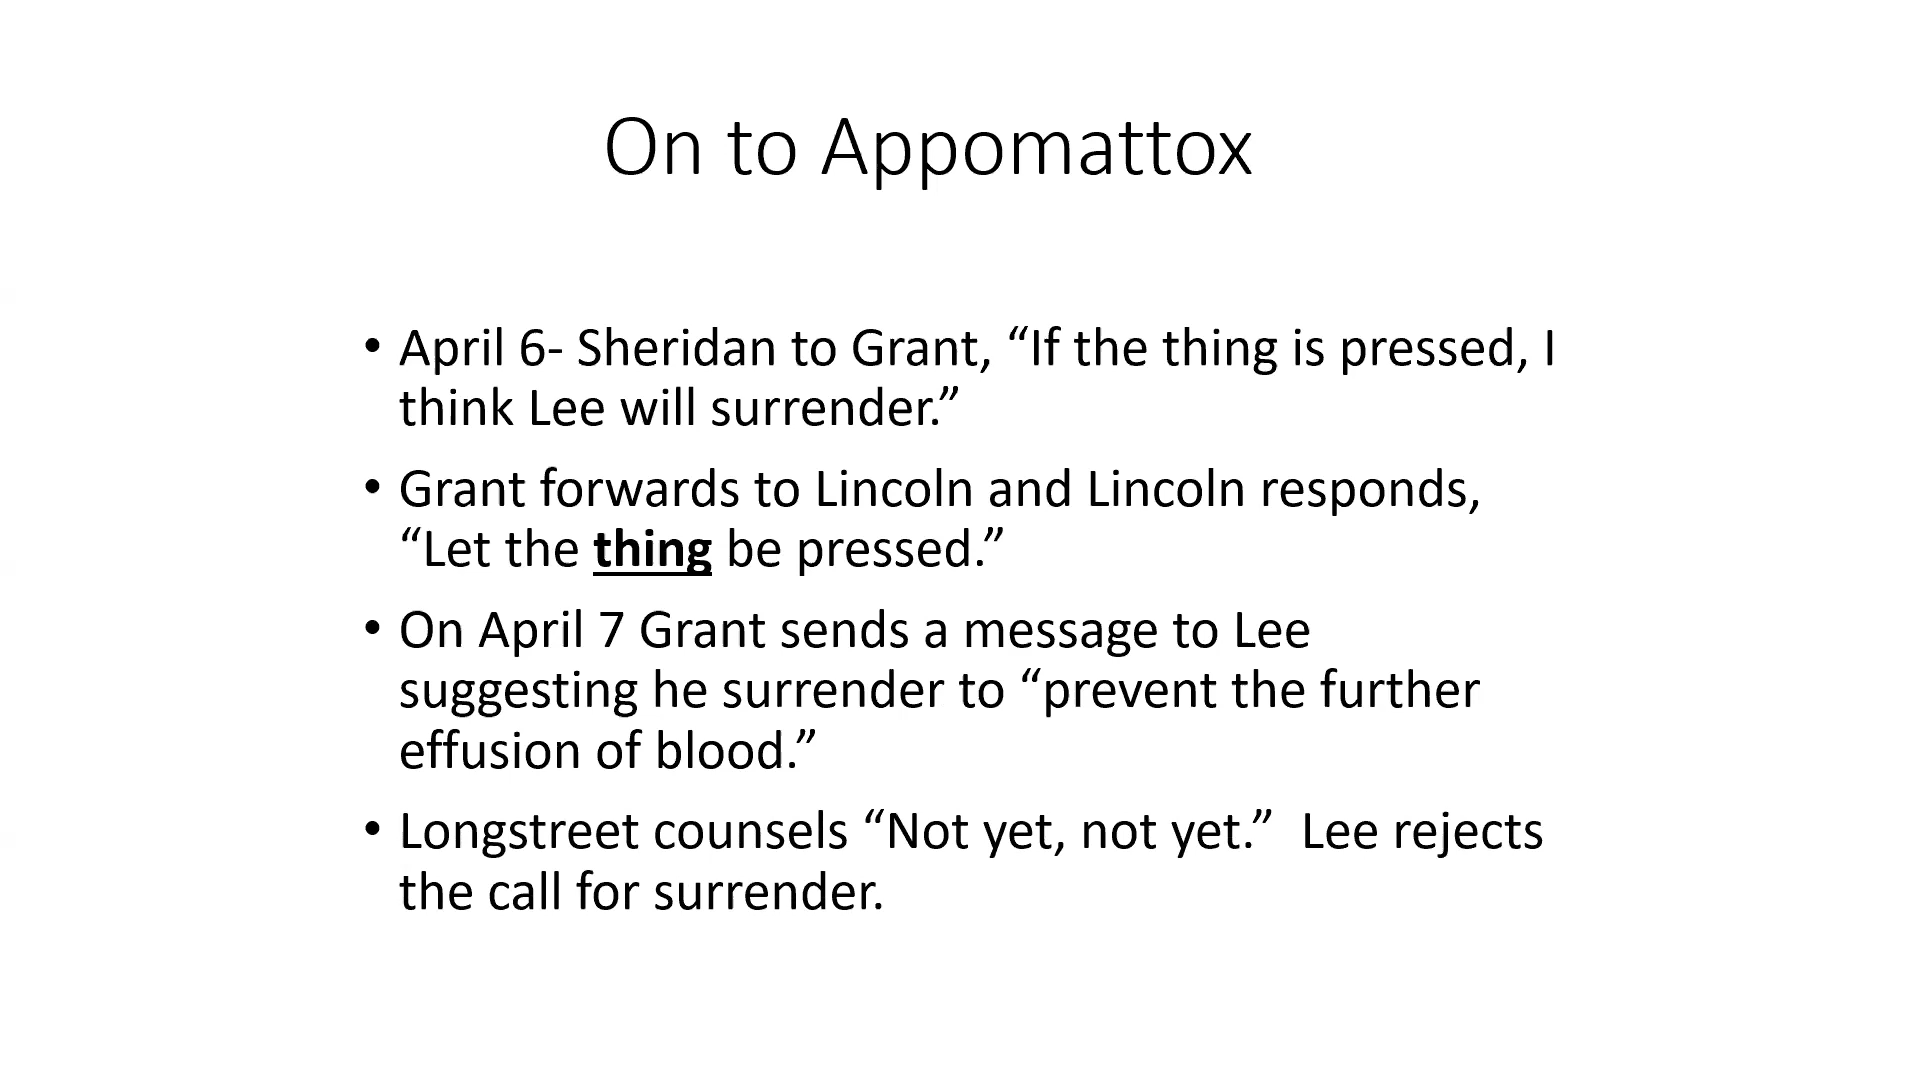 On to Appomattox
• April 6- Sheridan to Grant, “If the thing is pressed, I
think Lee will surrender.”
• Grant forwards to Lincoln and Lincoln responds,
“Let the thing be pressed.”
• On April 7 Grant sends a message to Lee
suggesting he surrender to “prevent the further
effusion of blood.”
• Longstreet counsels “Not yet, not yet.”  Lee rejects
the call for surrender.